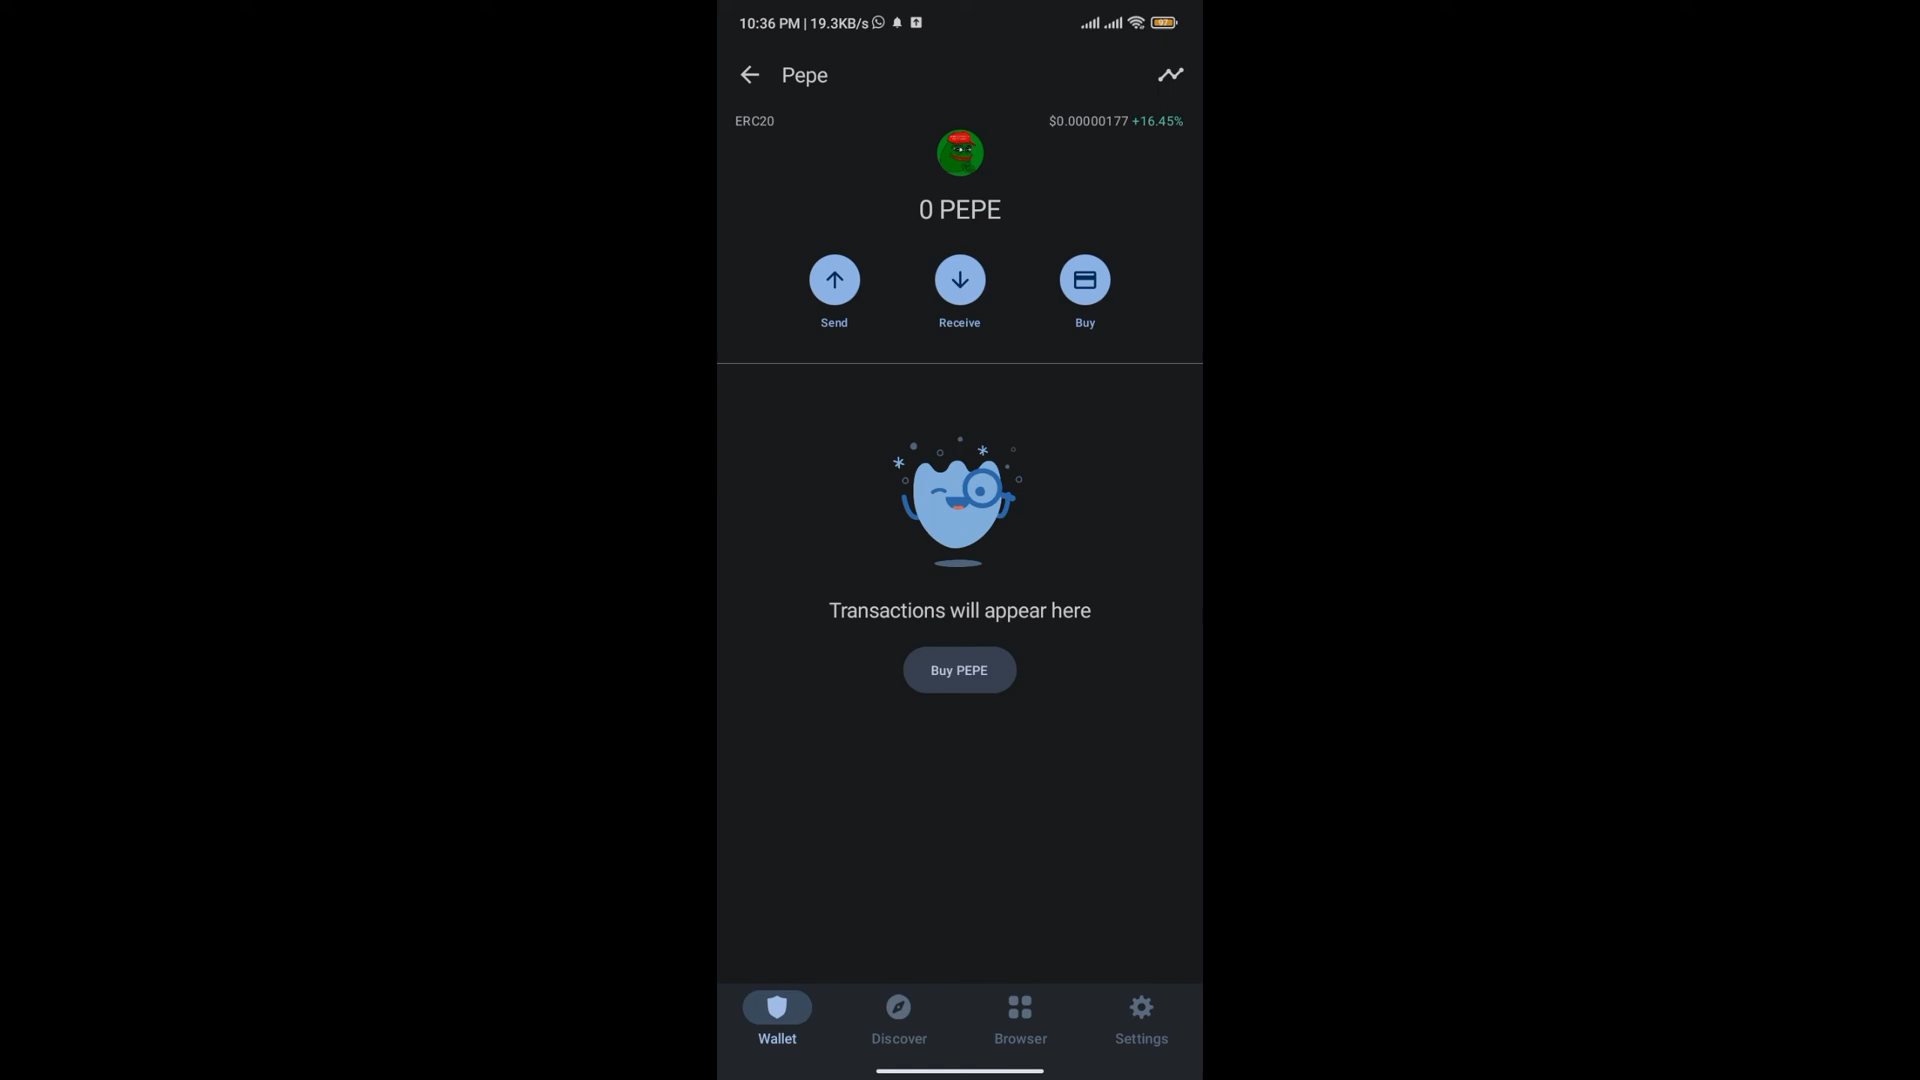 10:36 PM | 19.3KB/s 97
Pepe
ERC20 $0.00000177 +16.45%
0 PEPE
Send Receive Buy
Transactions will appear here
Buy PEPE
Wallet Discover Browser Settings